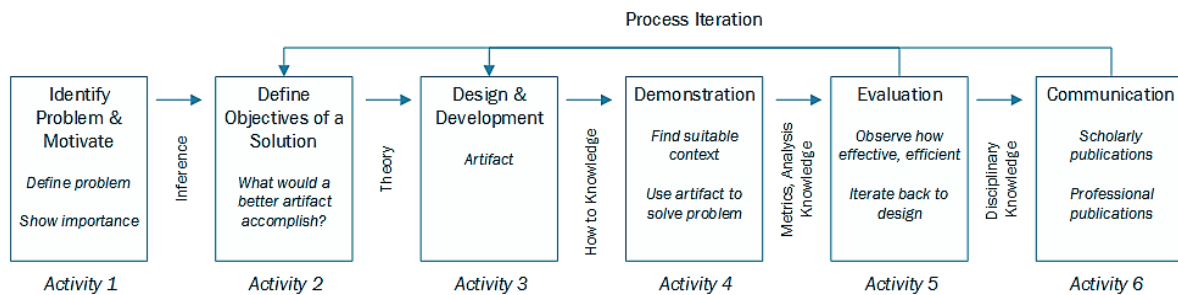 Process Iteration
Identify
Problem &
Motivate
Define problem
Show importance
Inference
Define
Objectives of a
Solution
What would a
better artifact
accomplish?
Theory
Design &
Development
Artifact
How to Knowledge
Demonstration
Find suitable
context
Use artifact to
solve problem
Metrics, Analysis
Knowledge
Evaluation
Observe how
effective, efficient
Iterate back to
design
Disciplinary
Knowledge
Communication
Scholarly
publications
Professional
publications
Activity 1
Activity 2
Activity 3
Activity 4
Activity 5
Activity 6